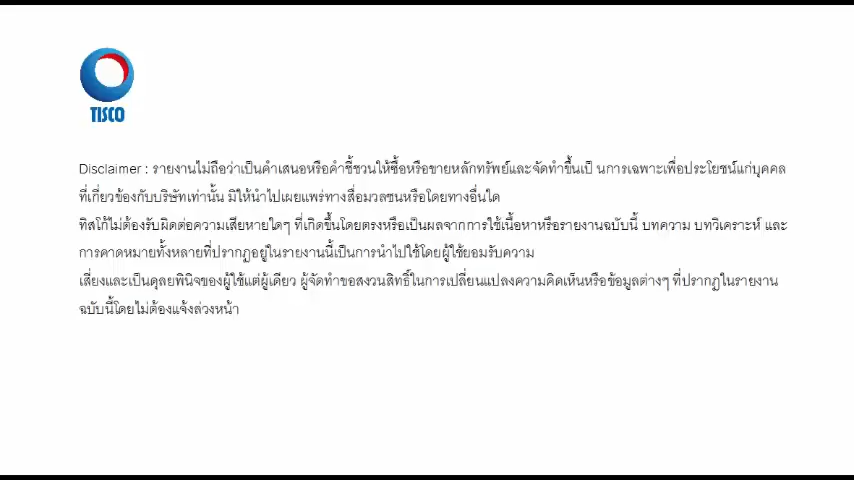 TISCO
Disclaimer : รายงานไม่ถือว่าเป็นคำเสนอหรือคำชี้ชวนให้ซื้อหรือขายหลักทรัพย์และจัดทำขึ้นเป็ นการเฉพาะเพื่อประโยชน์แก่บุคคล
ที่เกี่ยวข้องกับบริษัทเท่านั้น มิให้นำไปเผยแพร่ทางสื่อมวลชนหรือโดยทางอื่นใด
ทิสโก้ไม่ต้องรับผิดต่อความเสียหายใดๆ ที่เกิดขึ้นโดยตรงหรือเป็นผลจากการใช้เนื้อหาหรือรายงานฉบับนี้ บทความ บทวิเคราะห์ และ
การคาดหมายทั้งหลายที่ปรากฏอยู่ในรายงานนี้เป็นการนำไปใช้โดยผู้ใช้ยอมรับความ
เสี่ยงและเป็นดุลยพินิจของผู้ใช้แต่ผู้เดียว ผู้จัดทำขอสงวนสิทธิ์ในการเปลี่ยนแปลงความคิดเห็นหรือข้อมูลต่างๆ ที่ปรากฏในรายงาน
ฉบับนี้โดยไม่ต้องแจ้งล่วงหน้า